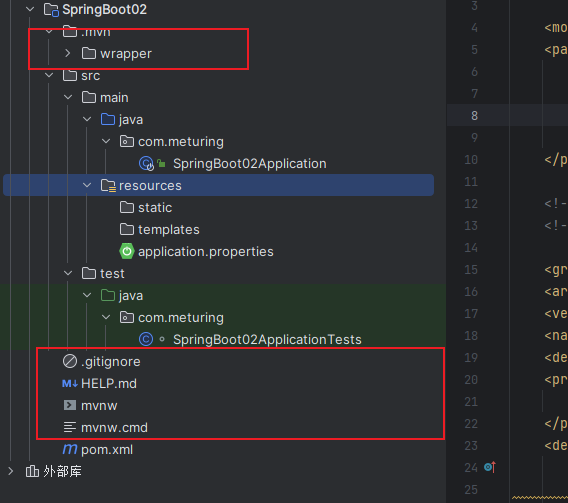 SpringBoot02
.mvn
wrapper
src
main
java
com.meturing
SpringBoot02Application
resources
static
templates
application.properties
test
java
com.meturing
SpringBoot02ApplicationTests
.gitignore
HELP.md
mvnw
mvnw.cmd
pom.xml
外部库
3
4 <mo
5 <pa
6
7
8
9
10 </p
11
12 <!-
13 <!-
14
15 <gr
16 <ar
17 <ve
18 <na
19 <de
20 <pr
21
22 </p
23 <de
24
25